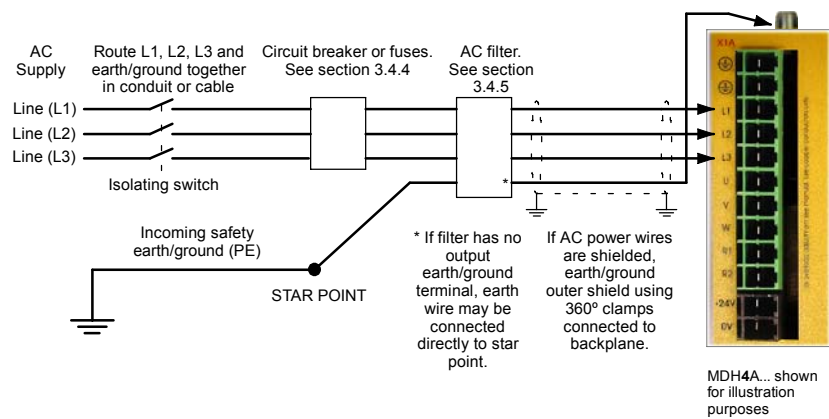 AC
Supply
Route L1, L2, L3 and
earth/ground together
in conduit or cable
Circuit breaker or fuses.
See section 3.4.4
AC filter.
See section
3.4.5
X1A
Line (L1)
Line (L2)
Line (L3)
L1
L2
L3
U
V
W
R1
R2
+24V
0V
Isolating switch
*
Incoming safety
earth/ground (PE)
STAR POINT
* If filter has no
output
earth/ground
terminal, earth
wire may be
connected
directly to star
point.
If AC power wires
are shielded,
earth/ground
outer shield using
360º clamps
connected to
backplane.
MDH4A... shown
for illustration
purposes